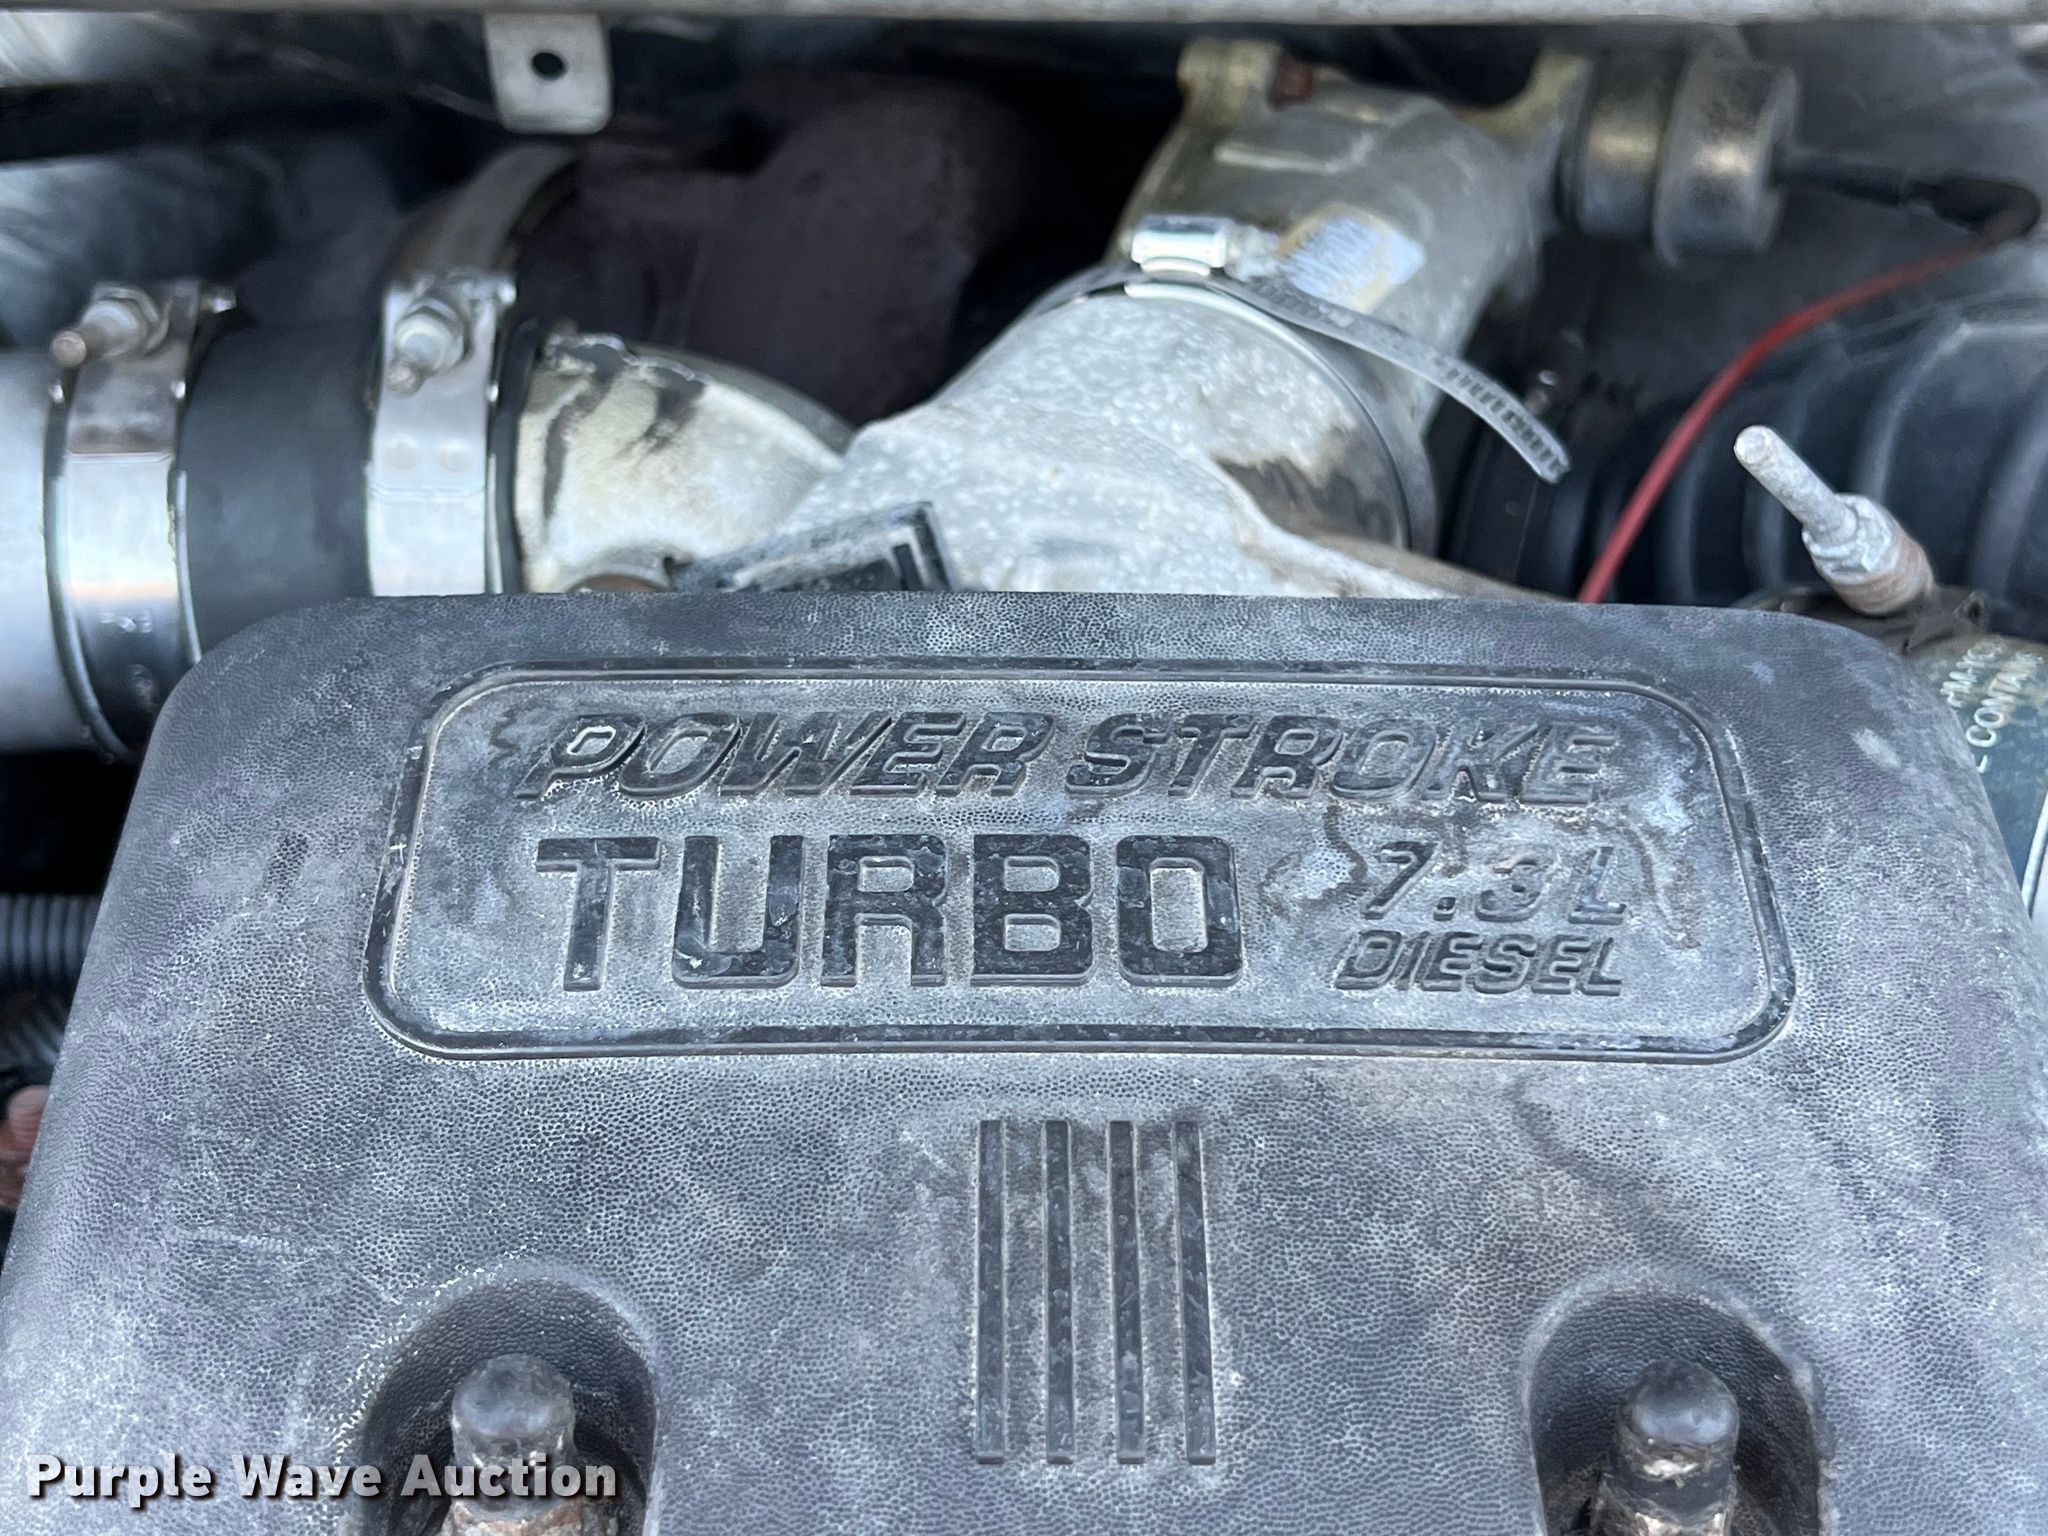 POWER STROKE
TURBO 7.3L
DIESEL
Purple Wave Auction